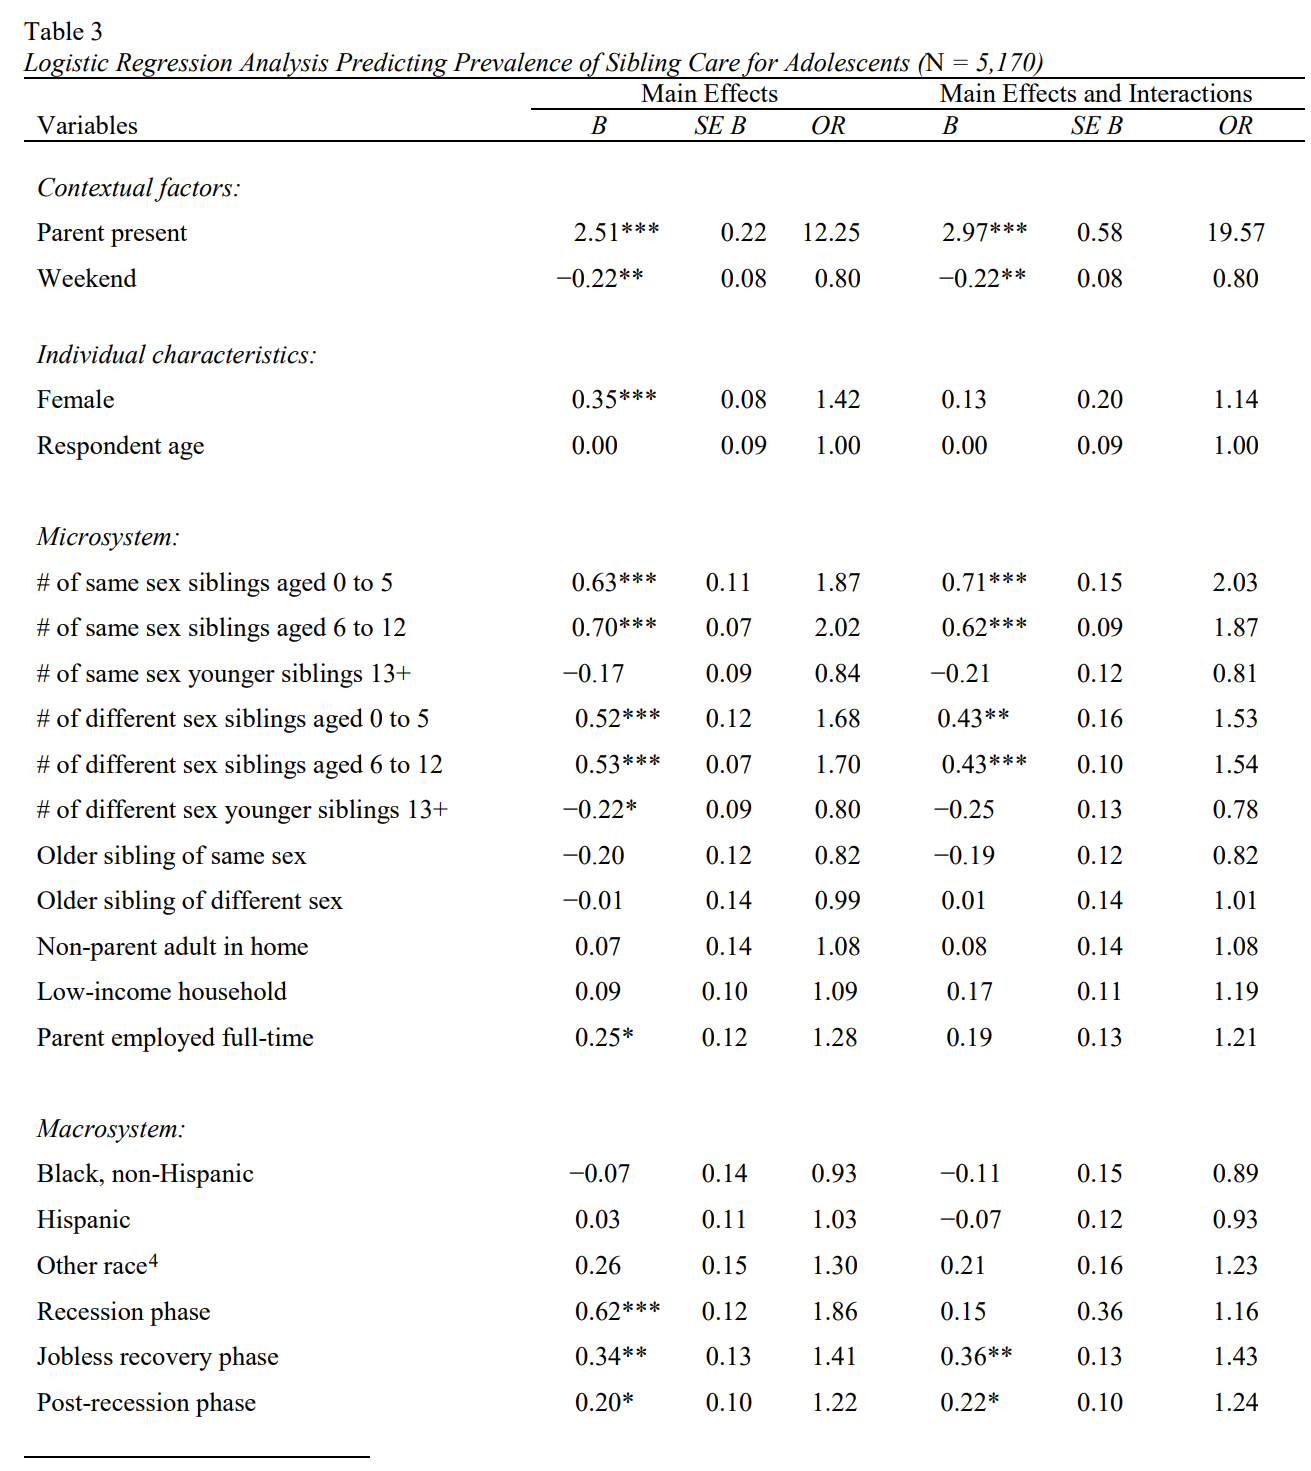 Table 3
Logistic Regression Analysis Predicting Prevalence of Sibling Care for Adolescents (N = 5,170)
Main Effects Main Effects and Interactions
Variables B SE B OR B SE B OR
Contextual factors:
Parent present 2.51*** 0.22 12.25 2.97*** 0.58 19.57
Weekend −0.22** 0.08 0.80 −0.22** 0.08 0.80
Individual characteristics:
Female 0.35*** 0.08 1.42 0.13 0.20 1.14
Respondent age 0.00 0.09 1.00 0.00 0.09 1.00
Microsystem:
# of same sex siblings aged 0 to 5 0.63*** 0.11 1.87 0.71*** 0.15 2.03
# of same sex siblings aged 6 to 12 0.70*** 0.07 2.02 0.62*** 0.09 1.87
# of same sex younger siblings 13+ −0.17 0.09 0.84 −0.21 0.12 0.81
# of different sex siblings aged 0 to 5 0.52*** 0.12 1.68 0.43** 0.16 1.53
# of different sex siblings aged 6 to 12 0.53*** 0.07 1.70 0.43*** 0.10 1.54
# of different sex younger siblings 13+ −0.22* 0.09 0.80 −0.25 0.13 0.78
Older sibling of same sex −0.20 0.12 0.82 −0.19 0.12 0.82
Older sibling of different sex −0.01 0.14 0.99 0.01 0.14 1.01
Non-parent adult in home 0.07 0.14 1.08 0.08 0.14 1.08
Low-income household 0.09 0.10 1.09 0.17 0.11 1.19
Parent employed full-time 0.25* 0.12 1.28 0.19 0.13 1.21
Macrosystem:
Black, non-Hispanic −0.07 0.14 0.93 −0.11 0.15 0.89
Hispanic 0.03 0.11 1.03 −0.07 0.12 0.93
Other race4 0.26 0.15 1.30 0.21 0.16 1.23
Recession phase 0.62*** 0.12 1.86 0.15 0.36 1.16
Jobless recovery phase 0.34** 0.13 1.41 0.36** 0.13 1.43
Post-recession phase 0.20* 0.10 1.22 0.22* 0.10 1.24